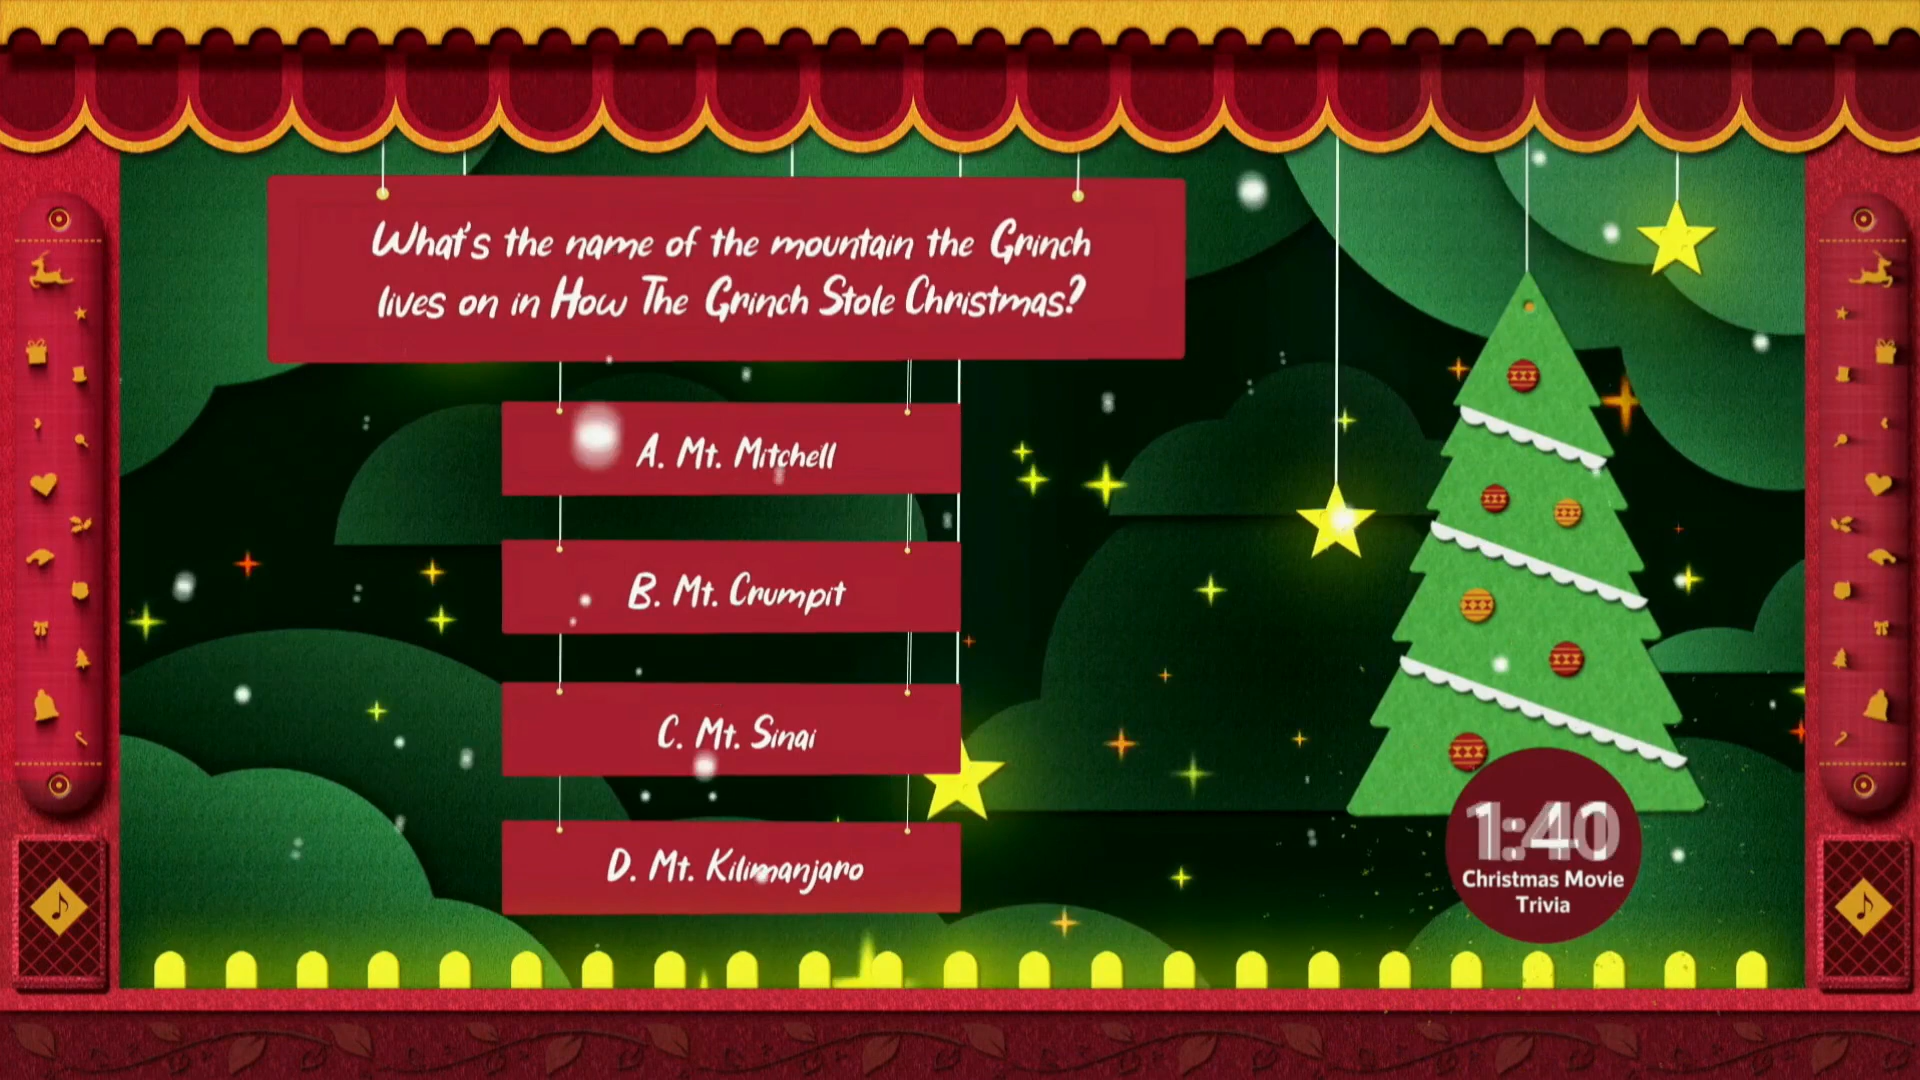 What's the name of the mountain the Grinch
lives on in How The Grinch Stole Christmas?
A. Mt. Mitchell
B. Mt. Crumpit
C. Mt. Sinai
D. Mt. Kilimanjaro
1:40
Christmas Movie
Trivia